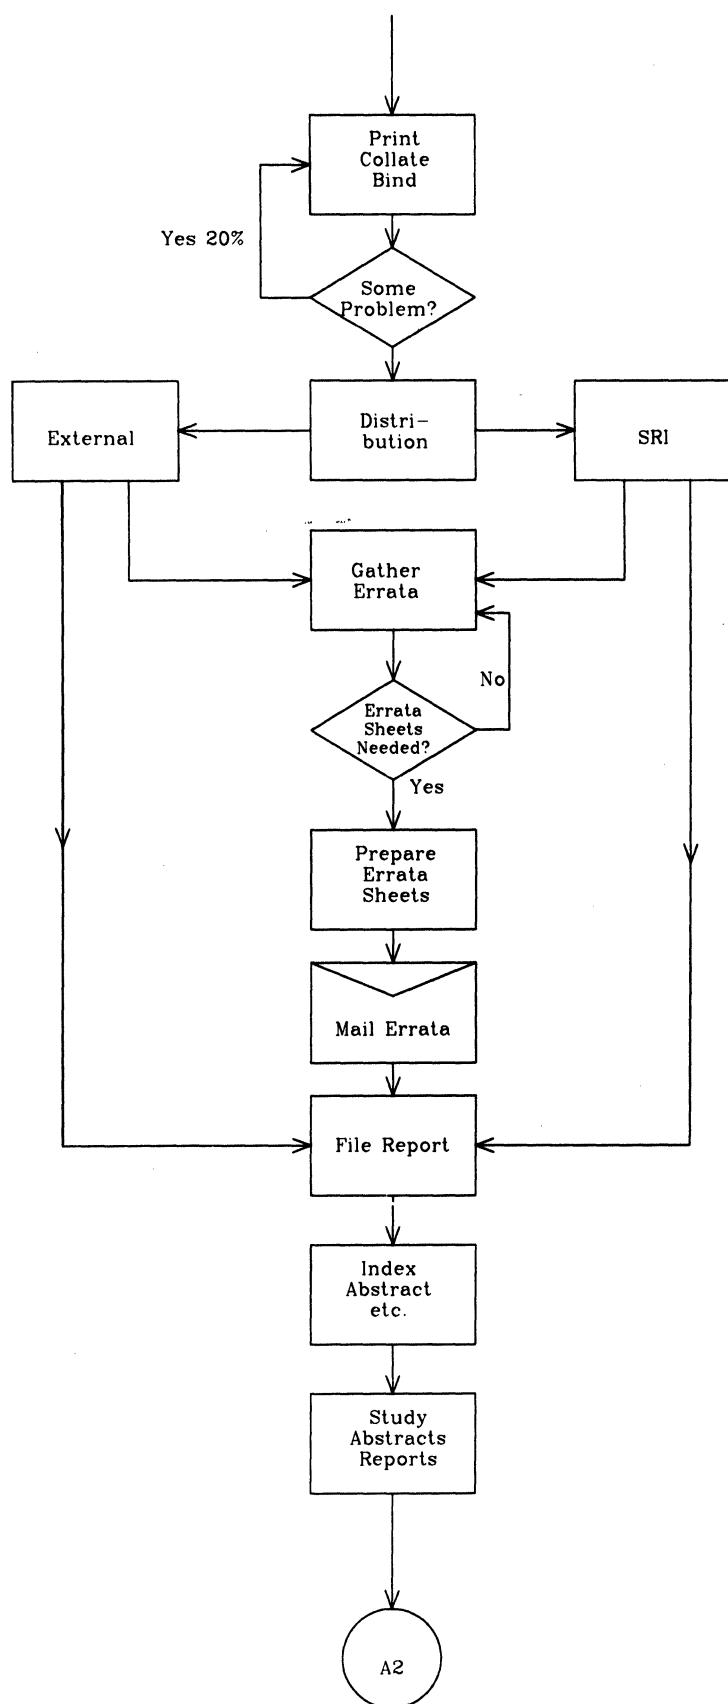 Print
Collate
Bind
Yes 20%
Some
Problem?
External
Distri-
bution
SRI
Gather
Errata
No
Errata
Sheets
Needed?
Yes
Prepare
Errata
Sheets
Mail Errata
File Report
Index
Abstract
etc.
Study
Abstracts
Reports
A2